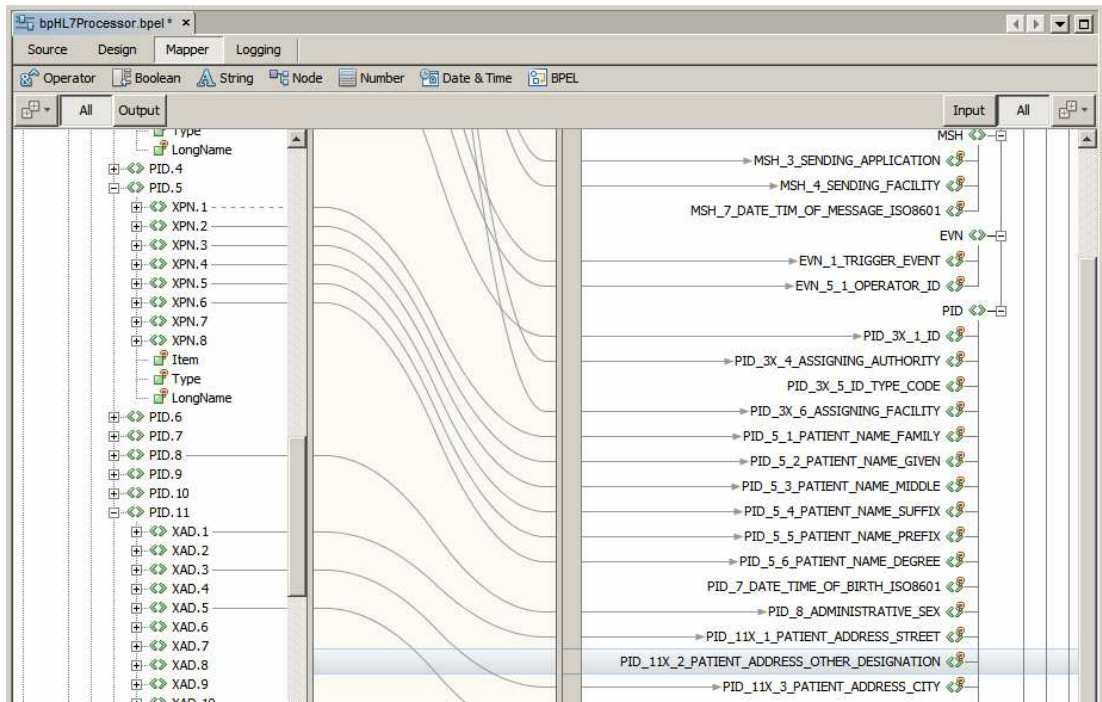 bpHL7Processor.bpel *
Source Design Mapper Logging
Operator Boolean String Node Number Date & Time BPEL
All Output Input All
Type
LongName
PID.4
PID.5
XPN.1
XPN.2
XPN.3
XPN.4
XPN.5
XPN.6
XPN.7
XPN.8
Item
Type
LongName
PID.6
PID.7
PID.8
PID.9
PID.10
PID.11
XAD.1
XAD.2
XAD.3
XAD.4
XAD.5
XAD.6
XAD.7
XAD.8
XAD.9
XAD.10
MSH
MSH_3_SENDING_APPLICATION
MSH_4_SENDING_FACILITY
MSH_7_DATE_TIM_OF_MESSAGE_ISO8601
EVN
EVN_1_TRIGGER_EVENT
EVN_5_1_OPERATOR_ID
PID
PID_3X_1_ID
PID_3X_4_ASSIGNING_AUTHORITY
PID_3X_5_ID_TYPE_CODE
PID_3X_6_ASSIGNING_FACILITY
PID_5_1_PATIENT_NAME_FAMILY
PID_5_2_PATIENT_NAME_GIVEN
PID_5_3_PATIENT_NAME_MIDDLE
PID_5_4_PATIENT_NAME_SUFFIX
PID_5_5_PATIENT_NAME_PREFIX
PID_5_6_PATIENT_NAME_DEGREE
PID_7_DATE_TIME_OF_BIRTH_ISO8601
PID_8_ADMINISTRATIVE_SEX
PID_11X_1_PATIENT_ADDRESS_STREET
PID_11X_2_PATIENT_ADDRESS_OTHER_DESIGNATION
PID_11X_3_PATIENT_ADDRESS_CITY